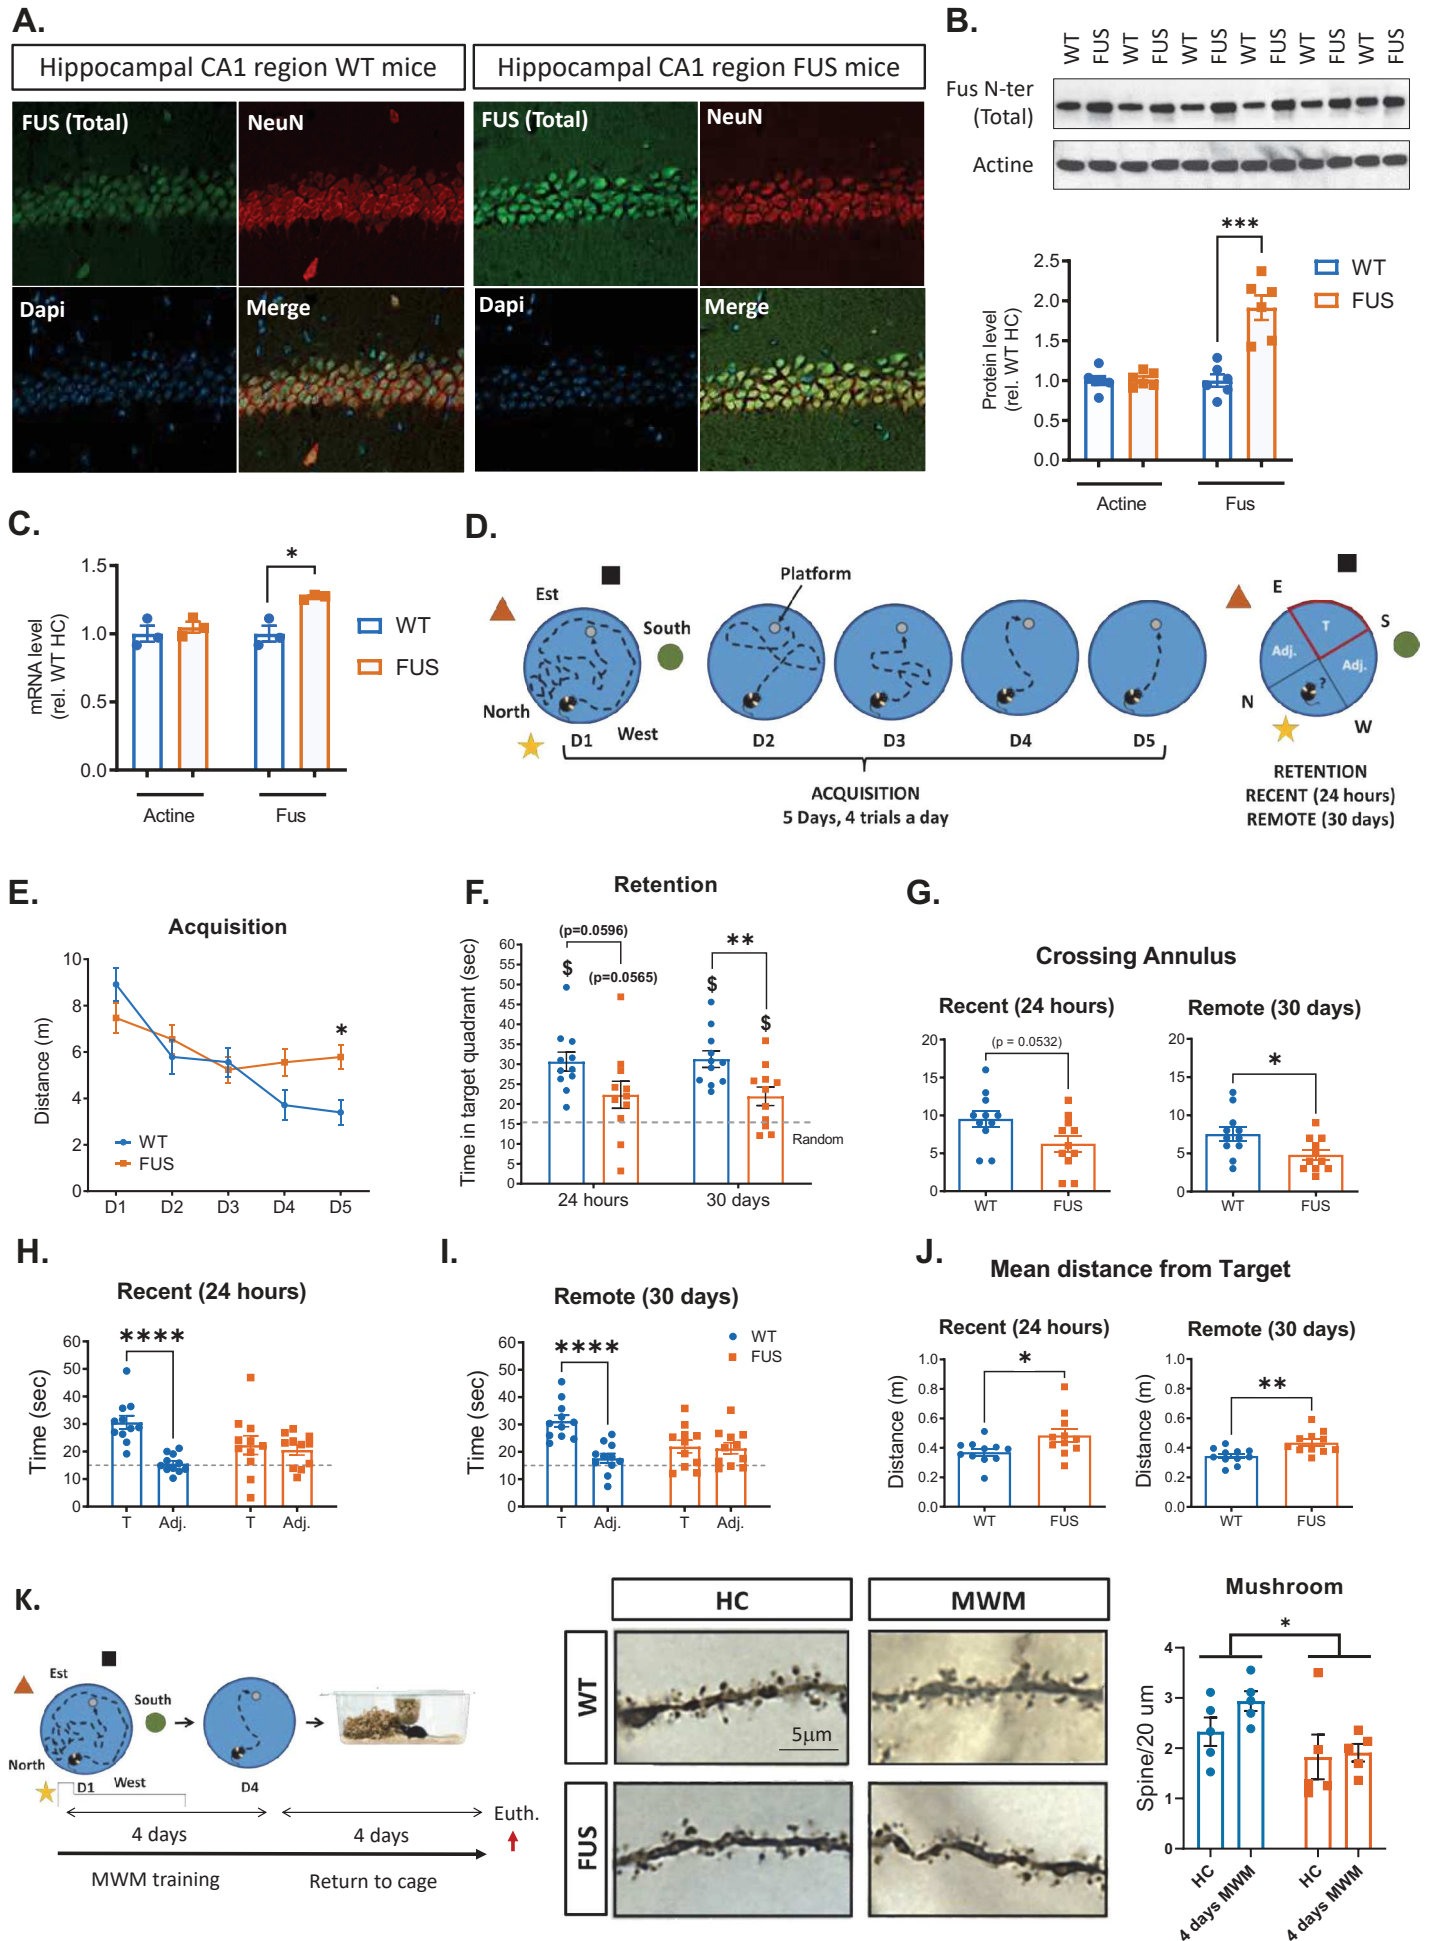 A.
Hippocampal CA1 region WT mice
Hippocampal CA1 region FUS mice
FUS (Total)
NeuN
FUS (Total)
NeuN
Dapi
Merge
Dapi
Merge
B.
WT FUS WT FUS WT FUS WT FUS WT FUS WT FUS
Fus N-ter
(Total)
Actine
***
Protein level
(rel. WT HC)
2.5
2.0
1.5
1.0
0.5
0.0
Actine
Fus
WT
FUS
C.
mRNA level
(rel. WT HC)
1.5
1.0
0.5
0.0
*
Actine
Fus
WT
FUS
D.
Est
South
North
West
Platform
D1
D2
D3
D4
D5
ACQUISITION
5 Days, 4 trials a day
E
S
T
Adj.
Adj.
?
N
W
RETENTION
RECENT (24 hours)
REMOTE (30 days)
E.
Acquisition
Distance (m)
10
8
6
4
2
0
*
WT
FUS
D1 D2 D3 D4 D5
F.
Retention
Time in target quadrant (sec)
60
55
50
45
40
35
30
25
20
15
10
5
0
(p=0.0596)
$
(p=0.0565)
**
$
$
Random
24 hours
30 days
G.
Crossing Annulus
Recent (24 hours)
(p = 0.0532)
20
15
10
5
0
WT
FUS
Remote (30 days)
*
20
15
10
5
0
WT
FUS
H.
Recent (24 hours)
Time (sec)
60
50
40
30
20
10
0
****
T Adj. T Adj.
I.
Remote (30 days)
Time (sec)
60
50
40
30
20
10
0
****
WT
FUS
T Adj. T Adj.
J.
Mean distance from Target
Recent (24 hours)
Distance (m)
1.0
0.8
0.6
0.4
0.2
0.0
*
WT
FUS
Remote (30 days)
Distance (m)
1.0
0.8
0.6
0.4
0.2
0.0
**
WT
FUS
K.
Est
South
North
West
D1
D4
4 days
4 days
Euth.
MWM training
Return to cage
HC
MWM
WT
5µm
FUS
Mushroom
Spine/20 um
4
3
2
1
0
*
HC
4 days MWM
HC
4 days MWM